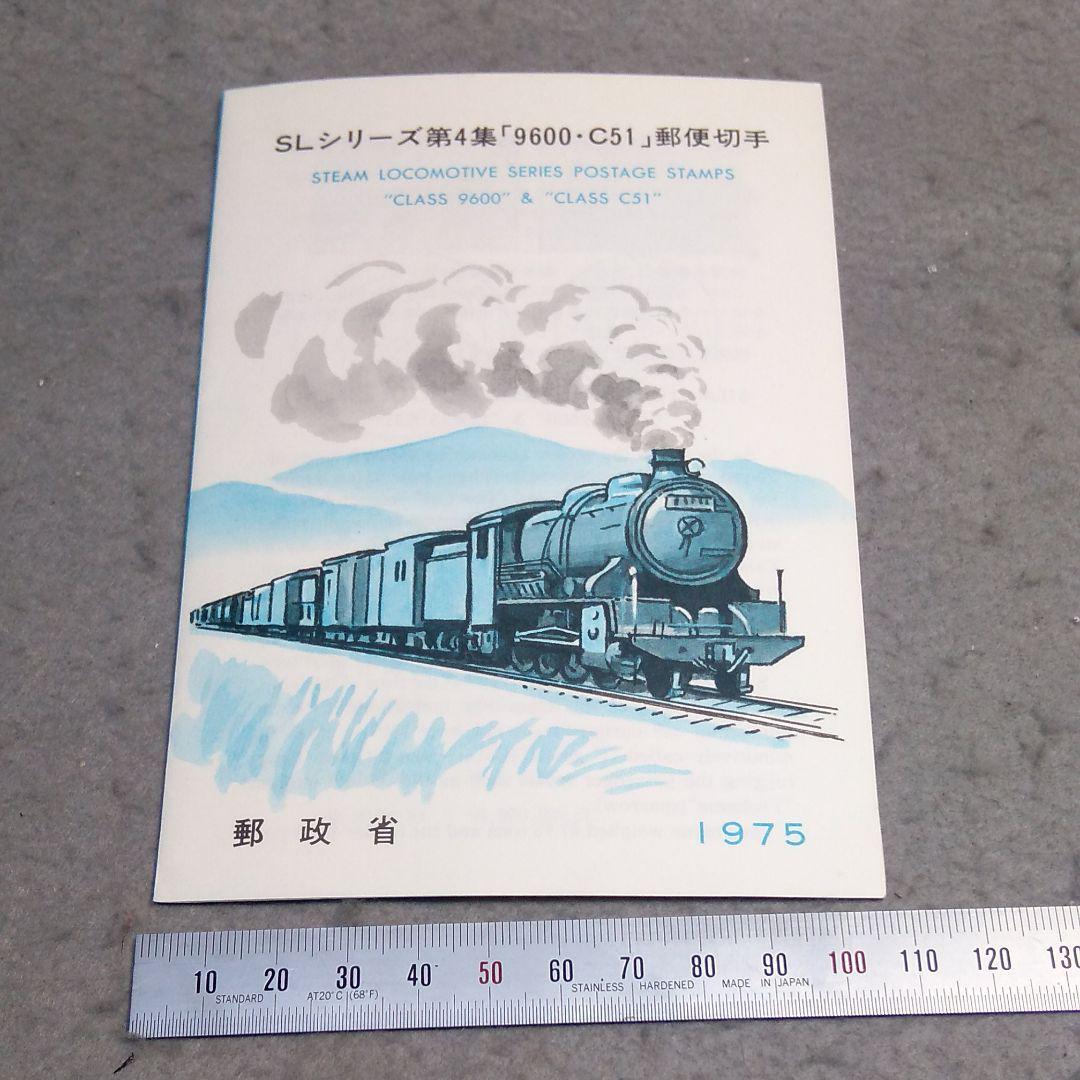 SLシリーズ第4集「9600・C51」郵便切手
STEAM LOCOMOTIVE SERIES POSTAGE STAMPS
"CLASS 9600" & "CLASS C51"
郵政省
1975
10 20 30 40 50 60 70 80 90 100 110 120 130
STANDARD AT20°C (68°F) STAINLESS HARDENED MADE IN JAPAN